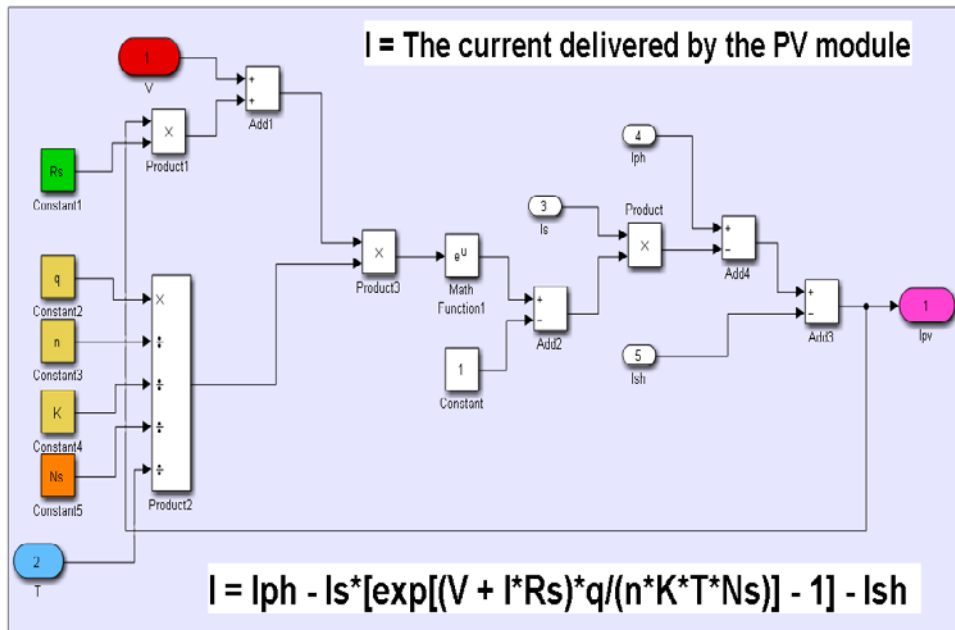 I = The current delivered by the PV module
1
V
+
+
Add1
×
Product1
Rs
Constant1
4
Iph
3
Is
Product
×
+
−
Add4
q
Constant2
×
Product3
e^u
Math
Function1
+
−
Add2
+
−
Add3
1
Ipv
n
Constant3
×
÷
÷
÷
÷
Product2
1
Constant
5
Ish
K
Constant4
Ns
Constant5
2
T
I = Iph - Is*[exp[(V + I*Rs)*q/(n*K*T*Ns)] - 1] - Ish